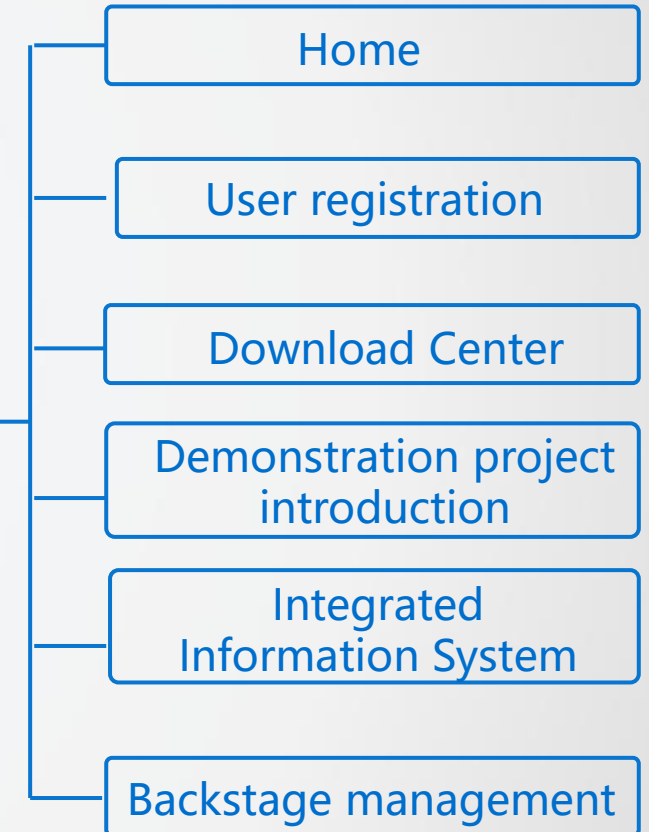 Home
User registration
Download Center
Demonstration project
introduction
Integrated
Information System
Backstage management